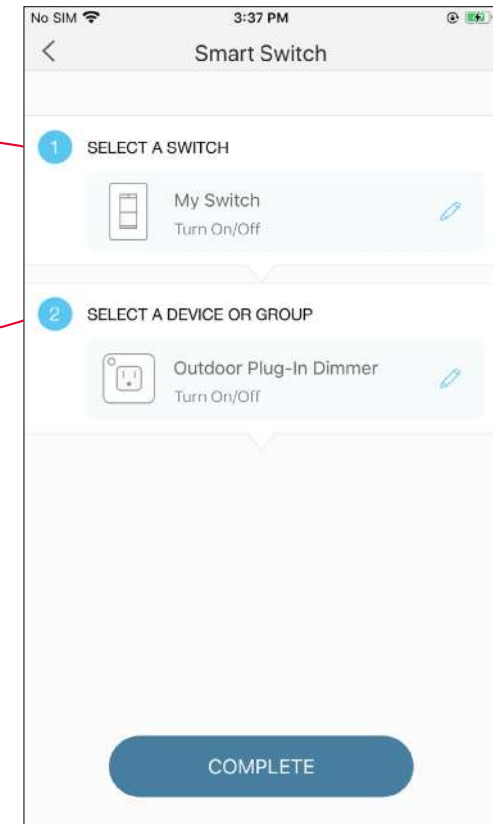 No SIM 3:37 PM
Smart Switch
1 SELECT A SWITCH
My Switch
Turn On/Off
2 SELECT A DEVICE OR GROUP
Outdoor Plug-In Dimmer
Turn On/Off
COMPLETE